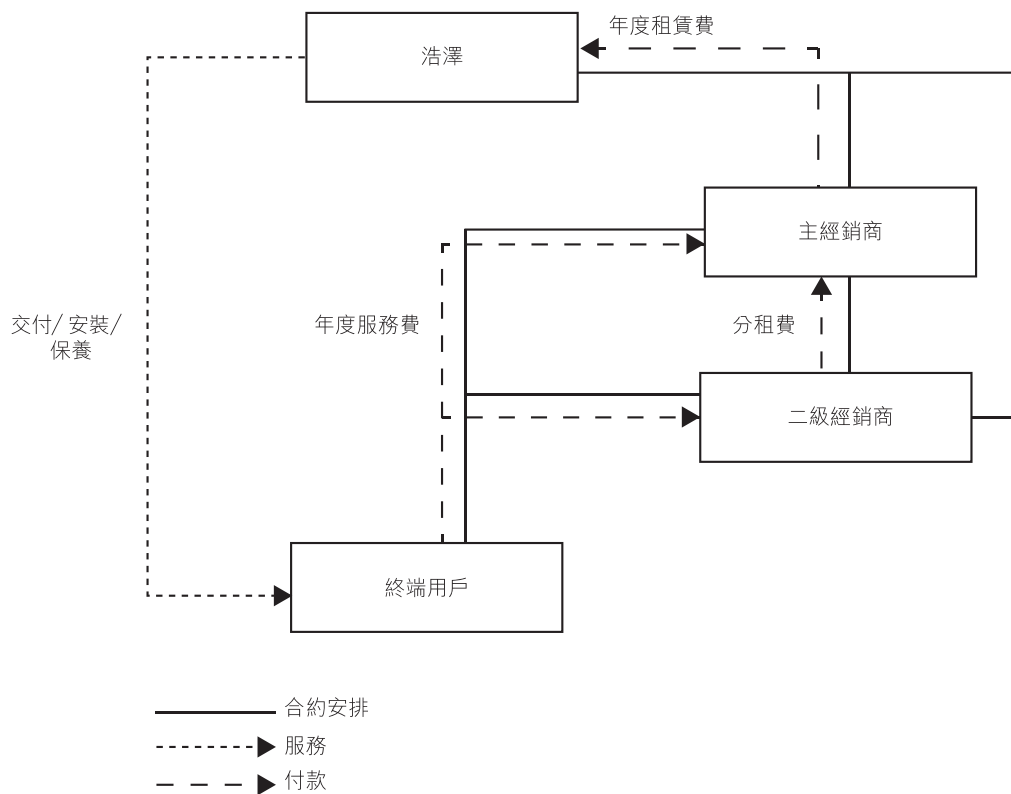 年度租賃費
浩澤
主經銷商
交付/ 安裝/
保養
年度服務費
分租費
二級經銷商
終端用戶
合約安排
服務
付款